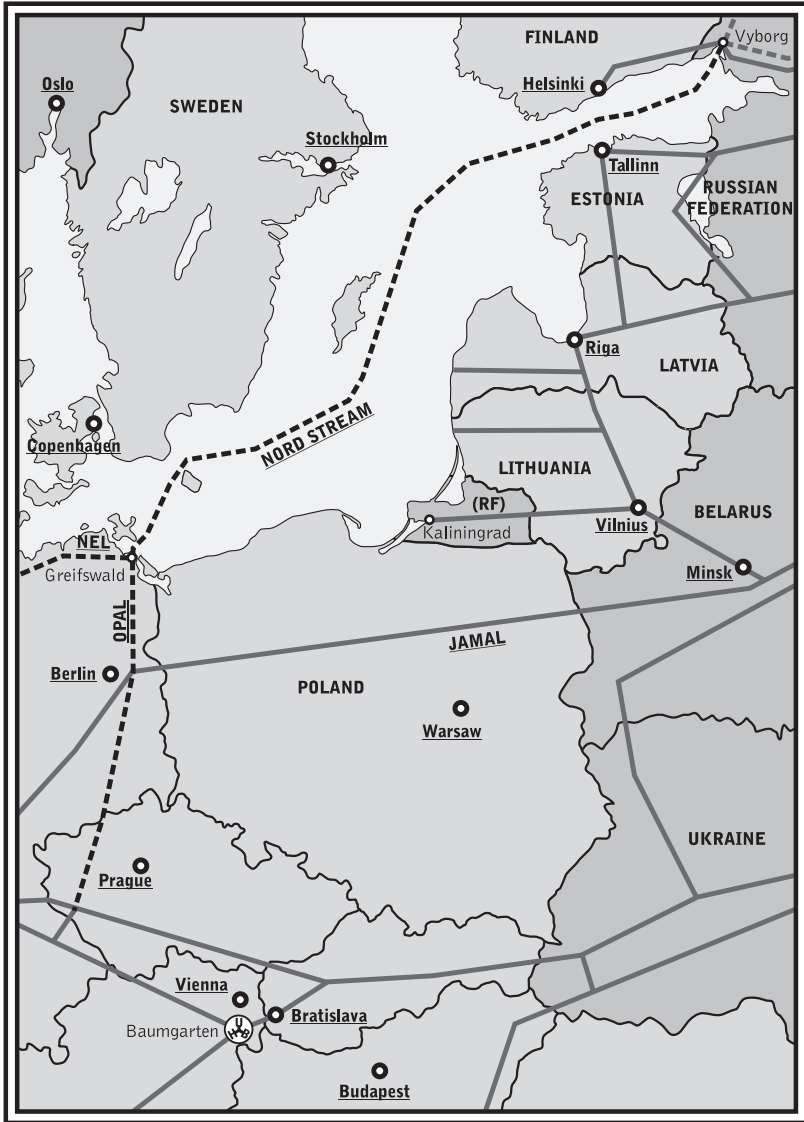 FINLAND
Vyborg
Oslo
Helsinki
SWEDEN
Stockholm
Tallinn
ESTONIA
RUSSIAN
FEDERATION
Riga
LATVIA
Copenhagen
NORD STREAM
LITHUANIA
(RF)
Kaliningrad
Vilnius
BELARUS
NEL
Greifswald
Minsk
OPAL
JAMAL
Berlin
POLAND
Warsaw
UKRAINE
Prague
Vienna
Bratislava
Baumgarten
HUB
Budapest